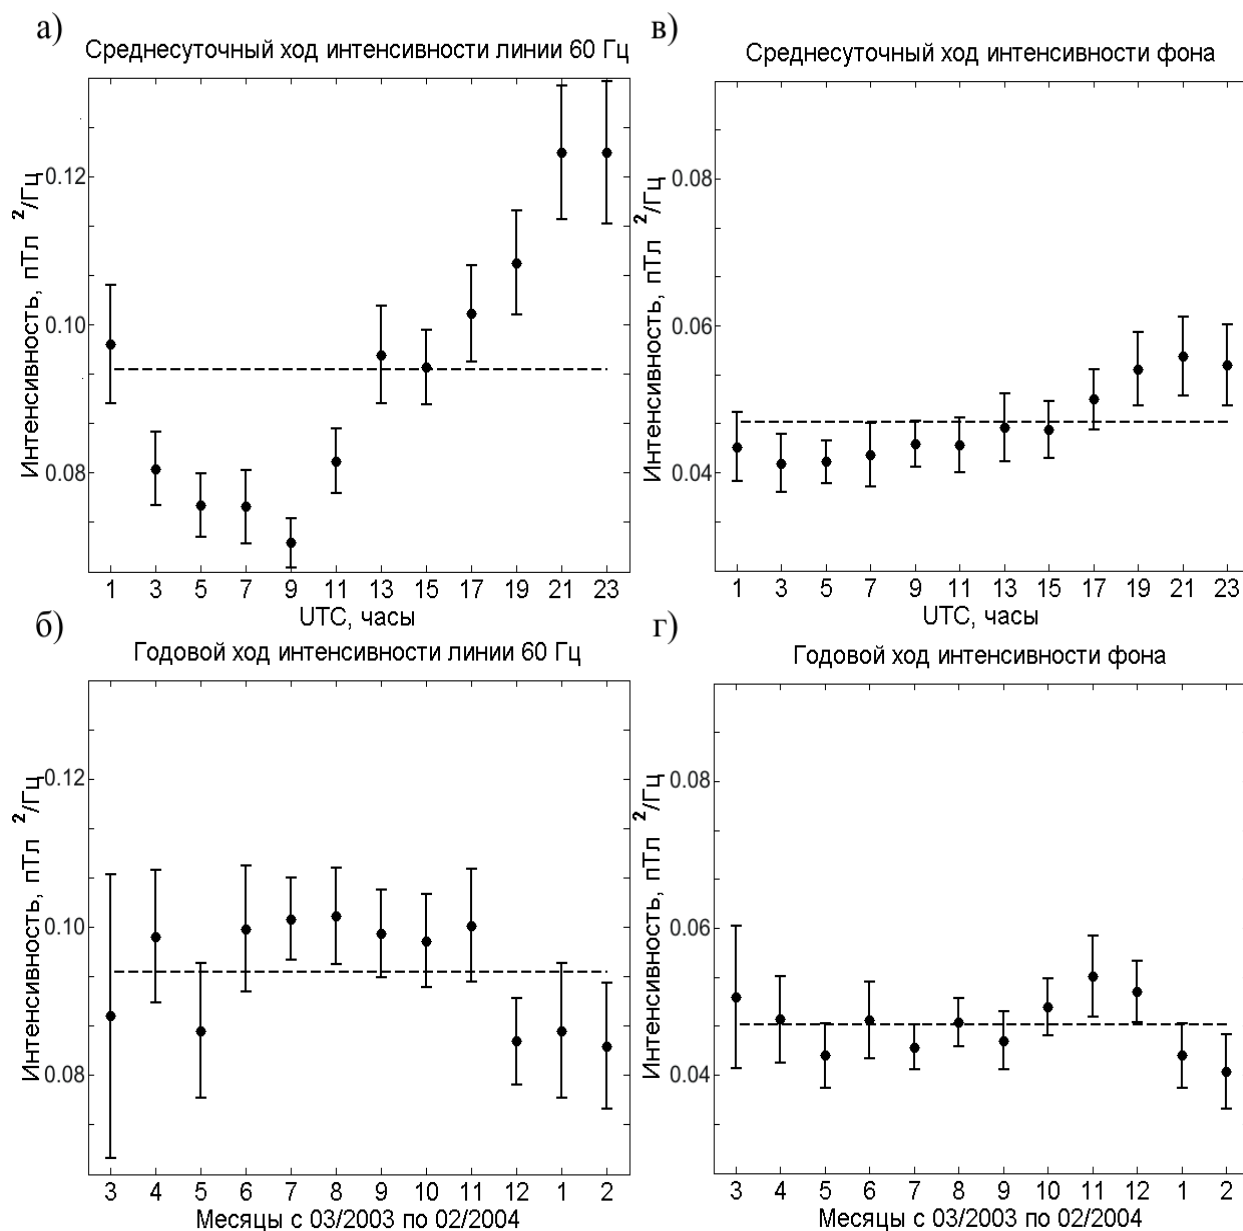 а)
Среднесуточный ход интенсивности линии 60 Гц
Интенсивность, пТл ²/Гц
0.12
0.10
0.08
1 3 5 7 9 11 13 15 17 19 21 23
UTC, часы
в)
Среднесуточный ход интенсивности фона
Интенсивность, пТл ²/Гц
0.08
0.06
0.04
1 3 5 7 9 11 13 15 17 19 21 23
UTC, часы
б)
Годовой ход интенсивности линии 60 Гц
Интенсивность, пТл ²/Гц
0.12
0.10
0.08
3 4 5 6 7 8 9 10 11 12 1 2
Месяцы с 03/2003 по 02/2004
г)
Годовой ход интенсивности фона
Интенсивность, пТл ²/Гц
0.08
0.06
0.04
3 4 5 6 7 8 9 10 11 12 1 2
Месяцы с 03/2003 по 02/2004